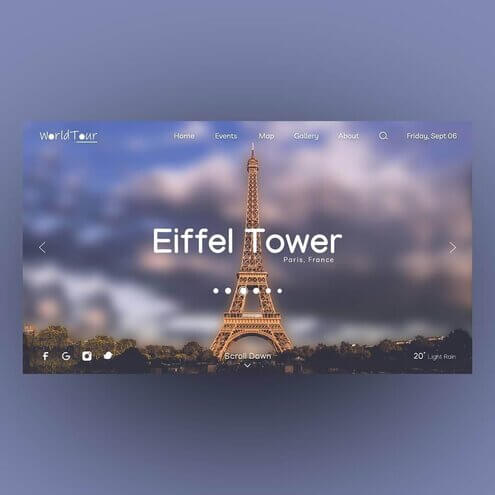 WorldTour
Home Events Map Gallery About Friday, Sept 06
Eiffel Tower
Paris, France
Scroll Down
20° Light Rain